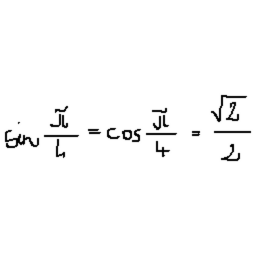 sin π/4 = cos π/4 = √2/2